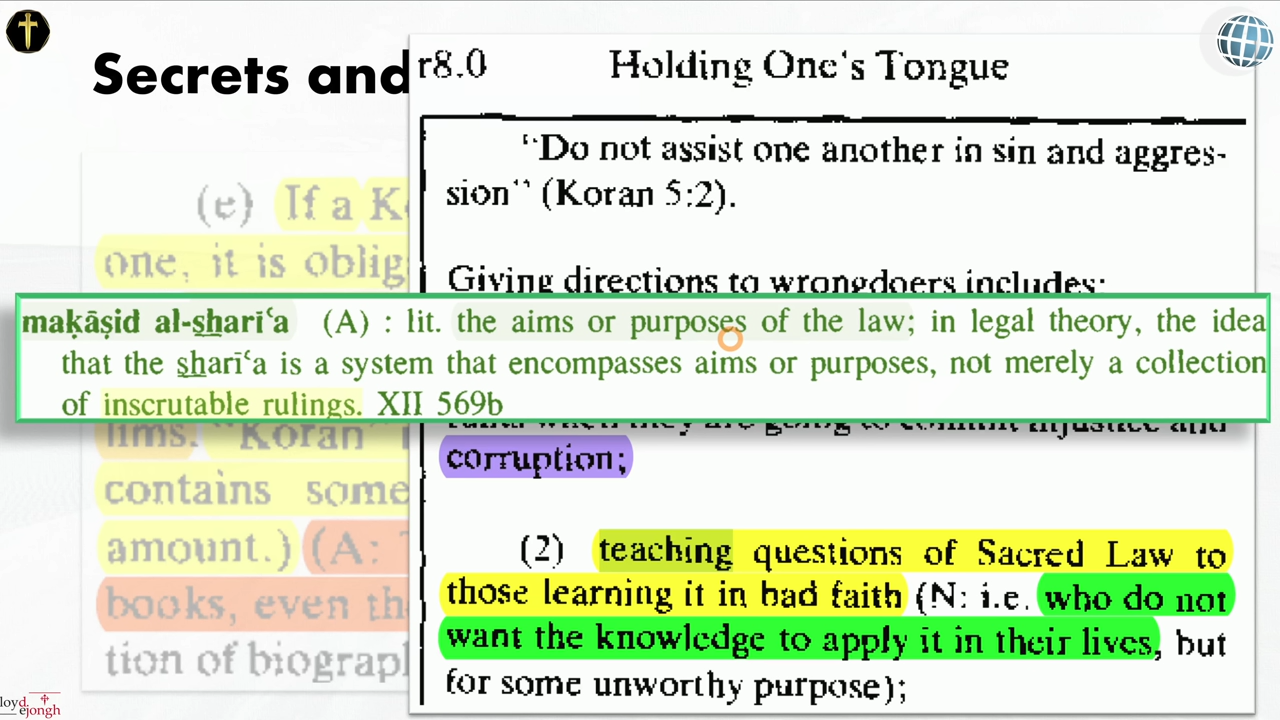 Secrets and
r8.0 Holding One's Tongue
"Do not assist one another in sin and aggres-
sion" (Koran 5:2).
Giving directions to wrongdoers includes:
(e) If a K
one, it is oblig
makāṣid al-sharīʿa (A) : lit. the aims or purposes of the law; in legal theory, the idea
that the sharīʿa is a system that encompasses aims or purposes, not merely a collection
of inscrutable rulings. XII 569b
corruption;
lims. "Koran"
contains some
amount.) (A:
books, even th
tion of biograp
(2) teaching questions of Sacred Law to
those learning it in bad faith (N: i.e. who do not
want the knowledge to apply it in their lives, but
for some unworthy purpose);
loyd
ejongh